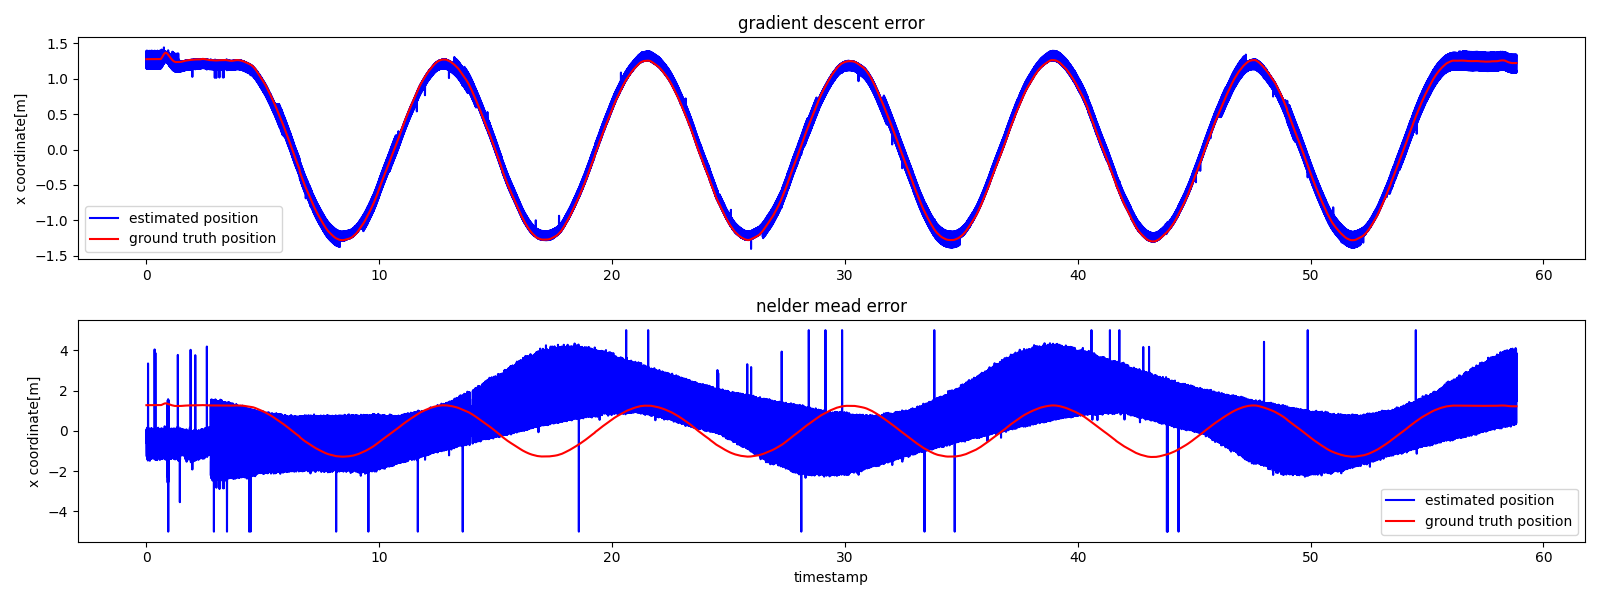 gradient descent error
x coordinate[m]
1.5
1.0
0.5
0.0
−0.5
−1.0
−1.5
estimated position
ground truth position
0
10
20
30
40
50
60
nelder mead error
x coordinate[m]
4
2
0
−2
−4
estimated position
ground truth position
0
10
20
30
40
50
60
timestamp